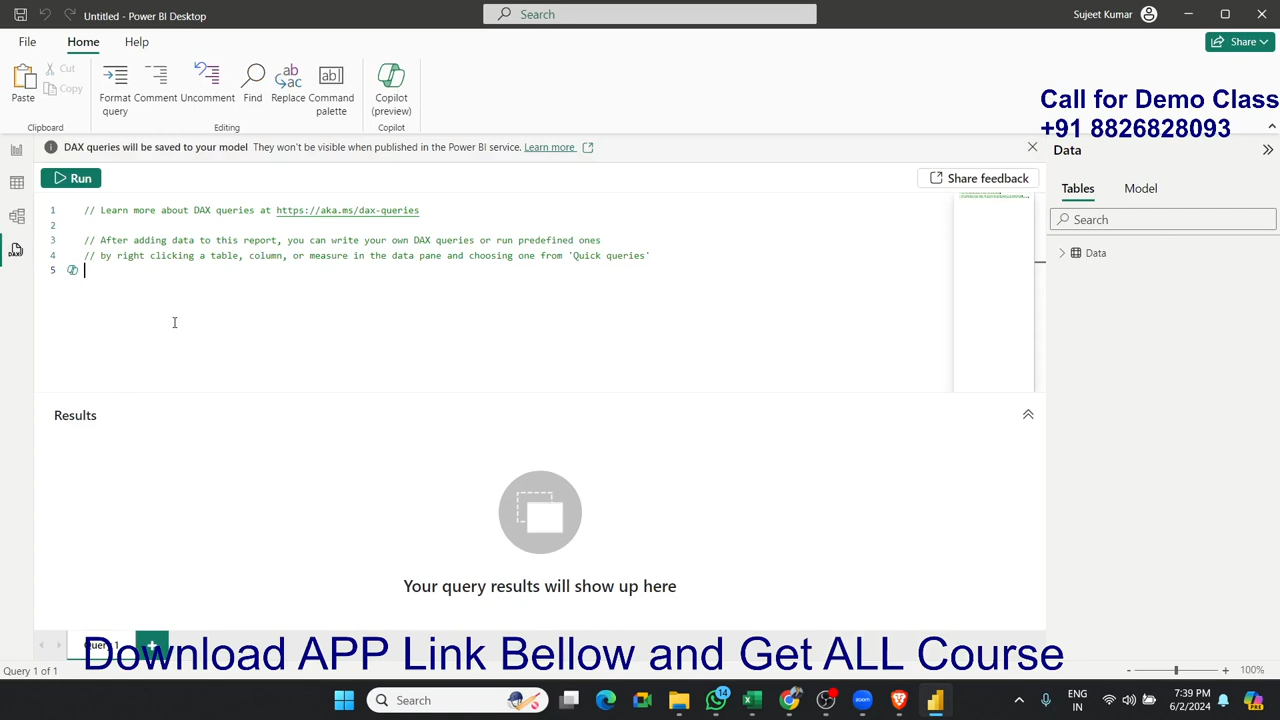 Untitled - Power BI Desktop
Search
Sujeet Kumar
File
Home
Help
Share
Paste
Cut
Copy
Format query
Comment
Uncomment
Find
Replace
Command palette
Copilot (preview)
Clipboard
Editing
Copilot
Call for Demo Class
+91 8826828093
DAX queries will be saved to your model They won't be visible when published in the Power BI service. Learn more
Data
Run
Share feedback
Tables
Model
Search
Data
1 // Learn more about DAX queries at https://aka.ms/dax-queries
2
3 // After adding data to this report, you can write your own DAX queries or run predefined ones
4 // by right clicking a table, column, or measure in the data pane and choosing one from 'Quick queries'
5
Results
Your query results will show up here
Query 1
Download APP Link Bellow and Get ALL Course
Query 1 of 1
100%
Search
14
ENG
IN
7:39 PM
6/2/2024